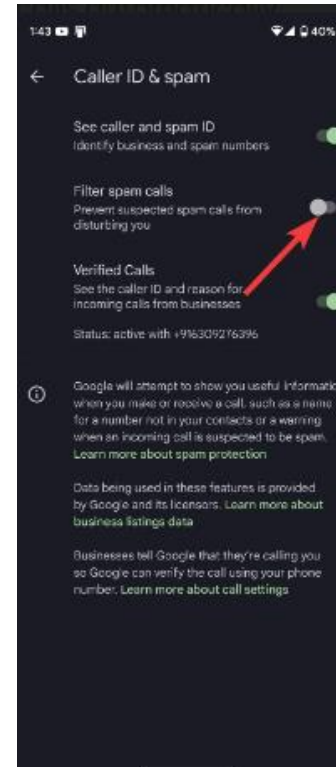 1:43 40%
Caller ID & spam
See caller and spam ID
Identify business and spam numbers
Filter spam calls
Prevent suspected spam calls from
disturbing you
Verified Calls
See the caller ID and reason for
incoming calls from businesses
Status: active with +916309276396
Google will attempt to show you useful informatio
when you make or receive a call, such as a name
for a number not in your contacts or a warning
when an incoming call is suspected to be spam.
Learn more about spam protection
Data being used in these features is provided
by Google and its licensors. Learn more about
business listings data
Businesses tell Google that they're calling you
so Google can verify the call using your phone
number. Learn more about call settings